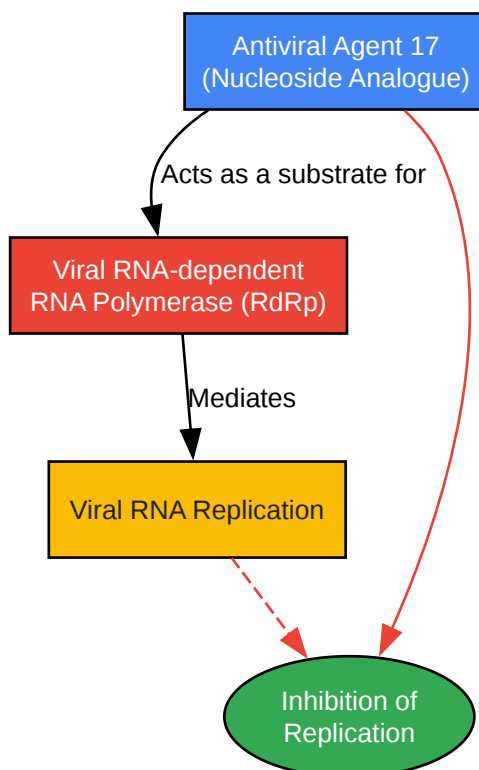 Antiviral Agent 17
(Nucleoside Analogue)
Acts as a substrate for
Viral RNA-dependent
RNA Polymerase (RdRp)
Mediates
Viral RNA Replication
Inhibition of
Replication